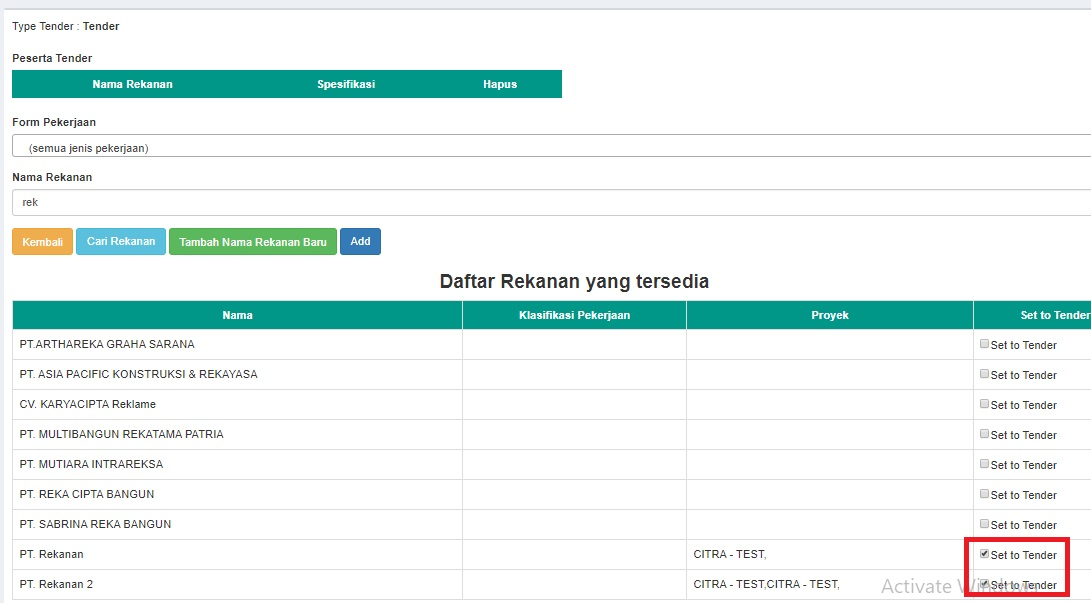 Type Tender : Tender
Peserta Tender
Nama Rekanan Spesifikasi Hapus
Form Pekerjaan
(semua jenis pekerjaan)
Nama Rekanan
rek
Kembali Cari Rekanan Tambah Nama Rekanan Baru Add
Daftar Rekanan yang tersedia
Nama Klasifikasi Pekerjaan Proyek Set to Tender
PT.ARTHAREKA GRAHA SARANA Set to Tender
PT. ASIA PACIFIC KONSTRUKSI & REKAYASA Set to Tender
CV. KARYACIPTA Reklame Set to Tender
PT. MULTIBANGUN REKATAMA PATRIA Set to Tender
PT. MUTIARA INTRAREKSA Set to Tender
PT. REKA CIPTA BANGUN Set to Tender
PT. SABRINA REKA BANGUN Set to Tender
PT. Rekanan CITRA - TEST, Set to Tender
PT. Rekanan 2 CITRA - TEST,CITRA - TEST, Set to Tender
Activate Windows